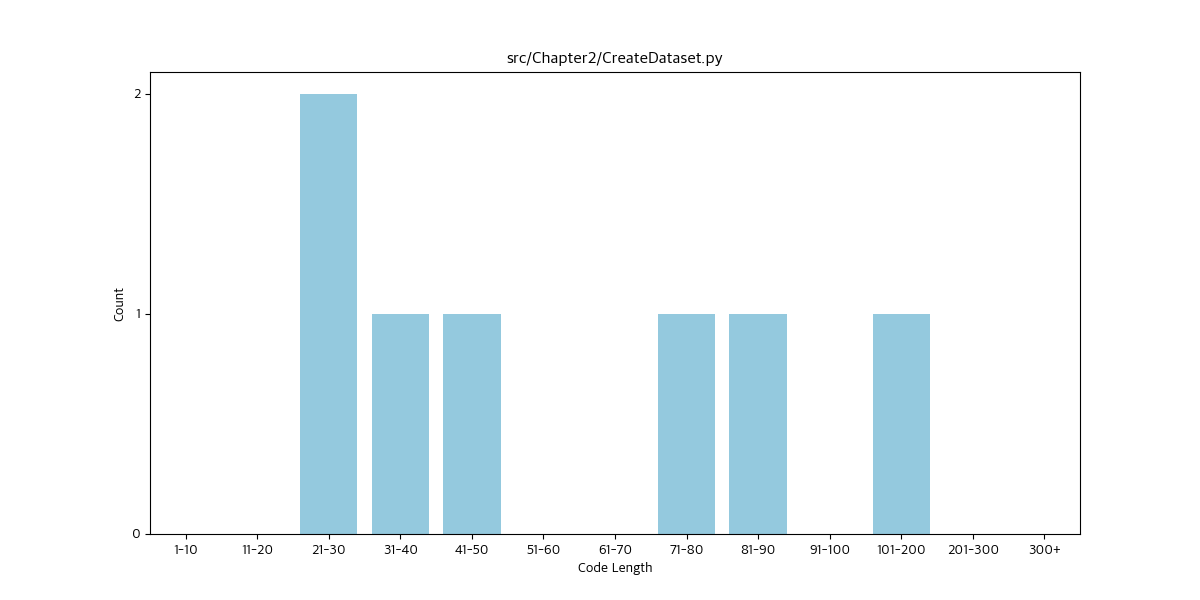 src/Chapter2/CreateDataset.py
Count
2
1
0
1-10 11-20 21-30 31-40 41-50 51-60 61-70 71-80 81-90 91-100 101-200 201-300 300+
Code Length